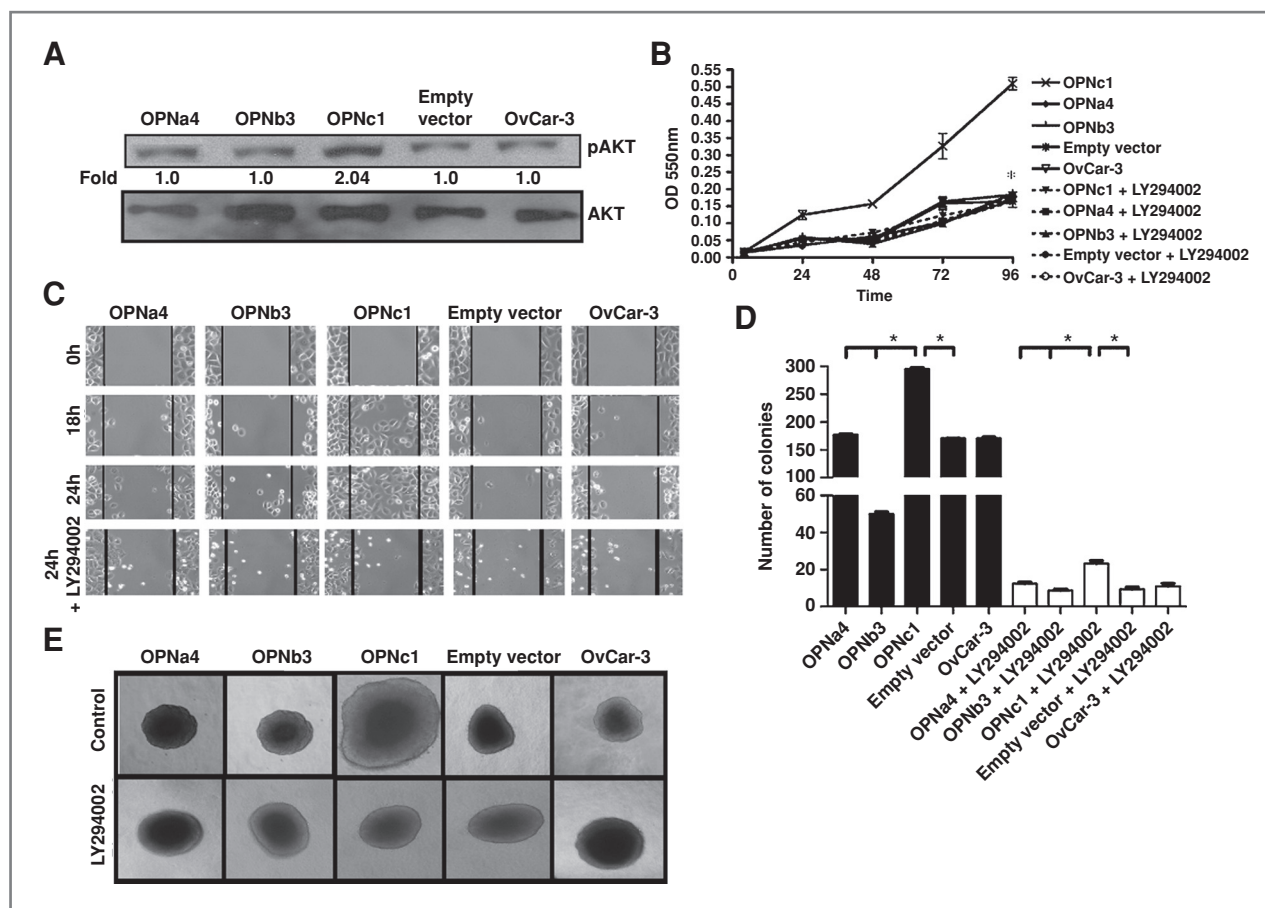 A
OPNa4 OPNb3 OPNc1 Empty vector OvCar-3
pAKT
Fold 1.0 1.0 2.04 1.0 1.0
AKT
B
OD 550nm
0.55
0.50
0.45
0.40
0.35
0.30
0.25
0.20
0.15
0.10
0.05
0.00
0 24 48 72 96
Time
*
OPNc1
OPNa4
OPNb3
Empty vector
OvCar-3
OPNc1 + LY294002
OPNa4 + LY294002
OPNb3 + LY294002
Empty vector + LY294002
OvCar-3 + LY294002
C
OPNa4 OPNb3 OPNc1 Empty vector OvCar-3
0h
18h
24h
24h
+ LY294002
D
* * * *
Number of colonies
300
250
200
150
100
60
40
20
0
OPNa4
OPNb3
OPNc1
Empty vector
OvCar-3
OPNa4 + LY294002
OPNb3 + LY294002
OPNc1 + LY294002
Empty vector + LY294002
OvCar-3 + LY294002
E
OPNa4 OPNb3 OPNc1 Empty vector OvCar-3
Control
LY294002